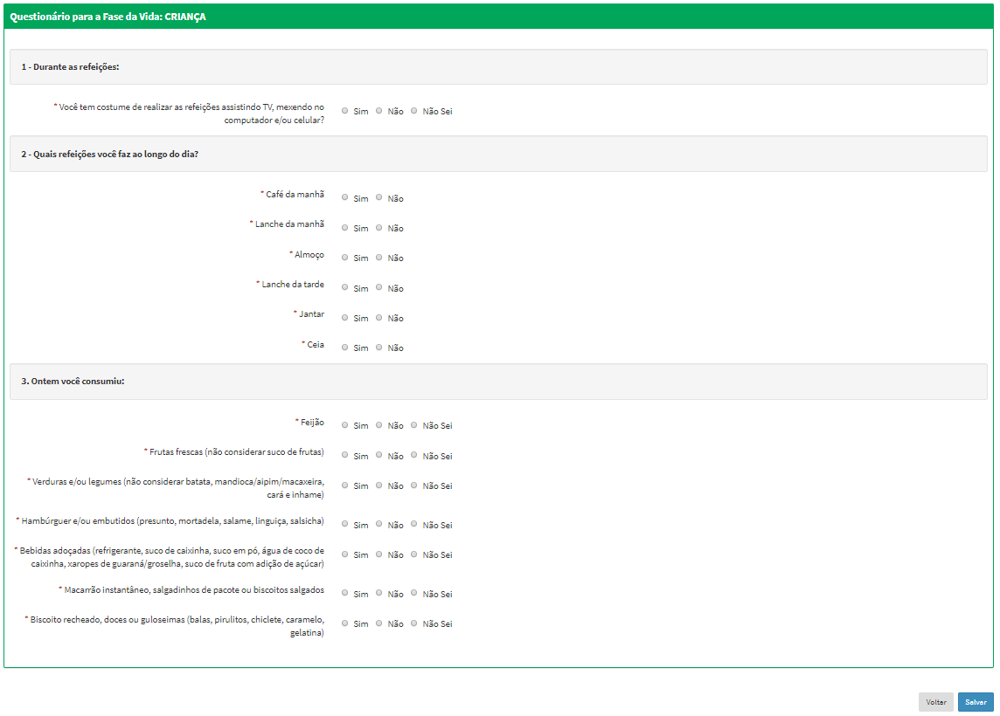 Questionário para a Fase da Vida: CRIANÇA
1 - Durante as refeições:
* Você tem costume de realizar as refeições assistindo TV, mexendo no
computador e/ou celular?
Sim Não Não Sei
2 - Quais refeições você faz ao longo do dia?
* Café da manhã Sim Não
* Lanche da manhã Sim Não
* Almoço Sim Não
* Lanche da tarde Sim Não
* Jantar Sim Não
* Ceia Sim Não
3. Ontem você consumiu:
* Feijão Sim Não Não Sei
* Frutas frescas (não considerar suco de frutas) Sim Não Não Sei
* Verduras e/ou legumes (não considerar batata, mandioca/aipim/macaxeira,
cará e inhame)
Sim Não Não Sei
* Hambúrguer e/ou embutidos (presunto, mortadela, salame, linguiça, salsicha) Sim Não Não Sei
* Bebidas adoçadas (refrigerante, suco de caixinha, suco em pó, água de coco de
caixinha, xaropes de guaraná/groselha, suco de fruta com adição de açúcar)
Sim Não Não Sei
* Macarrão instantâneo, salgadinhos de pacote ou biscoitos salgados Sim Não Não Sei
* Biscoito recheado, doces ou guloseimas (balas, pirulitos, chiclete, caramelo,
gelatina)
Sim Não Não Sei
Voltar Salvar